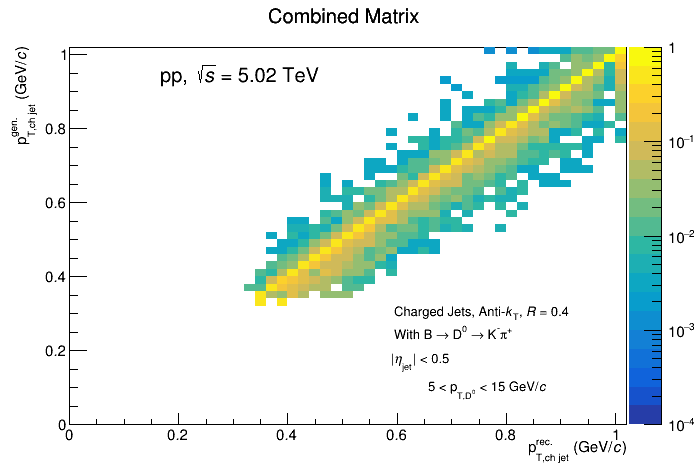 Combined Matrix
p^gen._T,ch jet (GeV/c)
pp, √s = 5.02 TeV
1
0.8
0.6
0.4
0.2
0
Charged Jets, Anti-k_T, R = 0.4
With B → D⁰ → K⁻π⁺
|η_jet| < 0.5
5 < p_T,D⁰ < 15 GeV/c
0 0.2 0.4 0.6 0.8 1
p^rec._T,ch jet (GeV/c)
1
10⁻¹
10⁻²
10⁻³
10⁻⁴